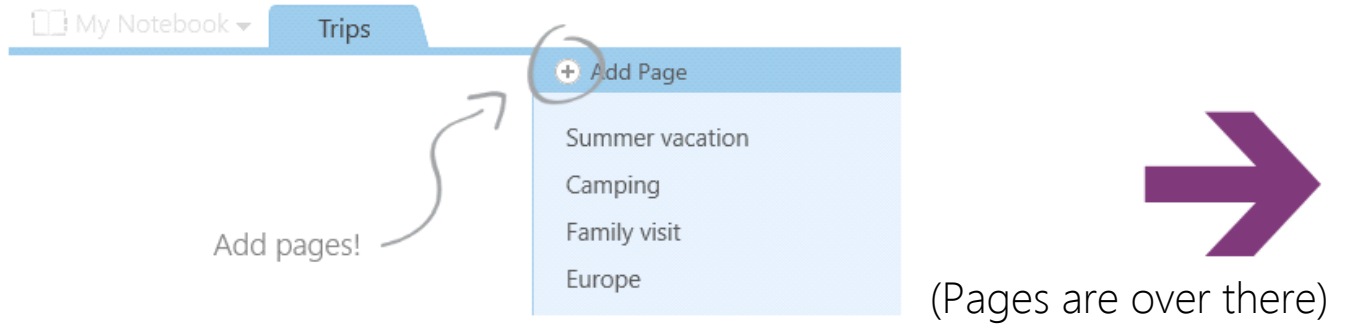 My Notebook
Trips
Add Page
Summer vacation
Camping
Family visit
Europe
Add pages!
(Pages are over there)